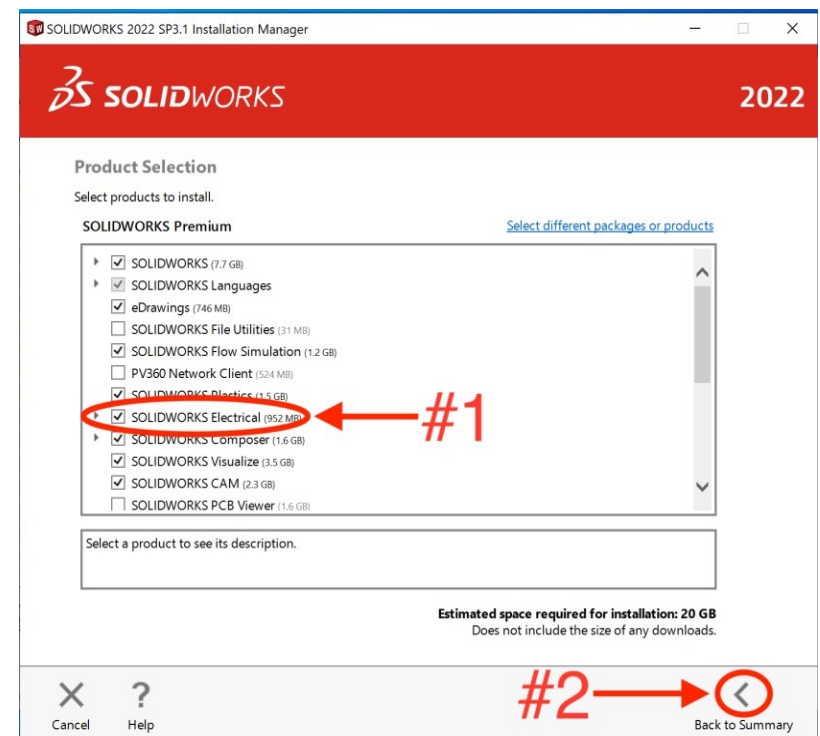 SOLIDWORKS 2022 SP3.1 Installation Manager
SOLIDWORKS 2022
Product Selection
Select products to install.
SOLIDWORKS Premium Select different packages or products
SOLIDWORKS (7.7 GB)
SOLIDWORKS Languages
eDrawings (746 MB)
SOLIDWORKS File Utilities (31 MB)
SOLIDWORKS Flow Simulation (1.2 GB)
PV360 Network Client (524 MB)
SOLIDWORKS Plastics (1.5 GB)
SOLIDWORKS Electrical (952 MB) #1
SOLIDWORKS Composer (1.6 GB)
SOLIDWORKS Visualize (3.5 GB)
SOLIDWORKS CAM (2.3 GB)
SOLIDWORKS PCB Viewer (1.6 GB)
Select a product to see its description.
Estimated space required for installation: 20 GB
Does not include the size of any downloads.
#2
Cancel Help Back to Summary